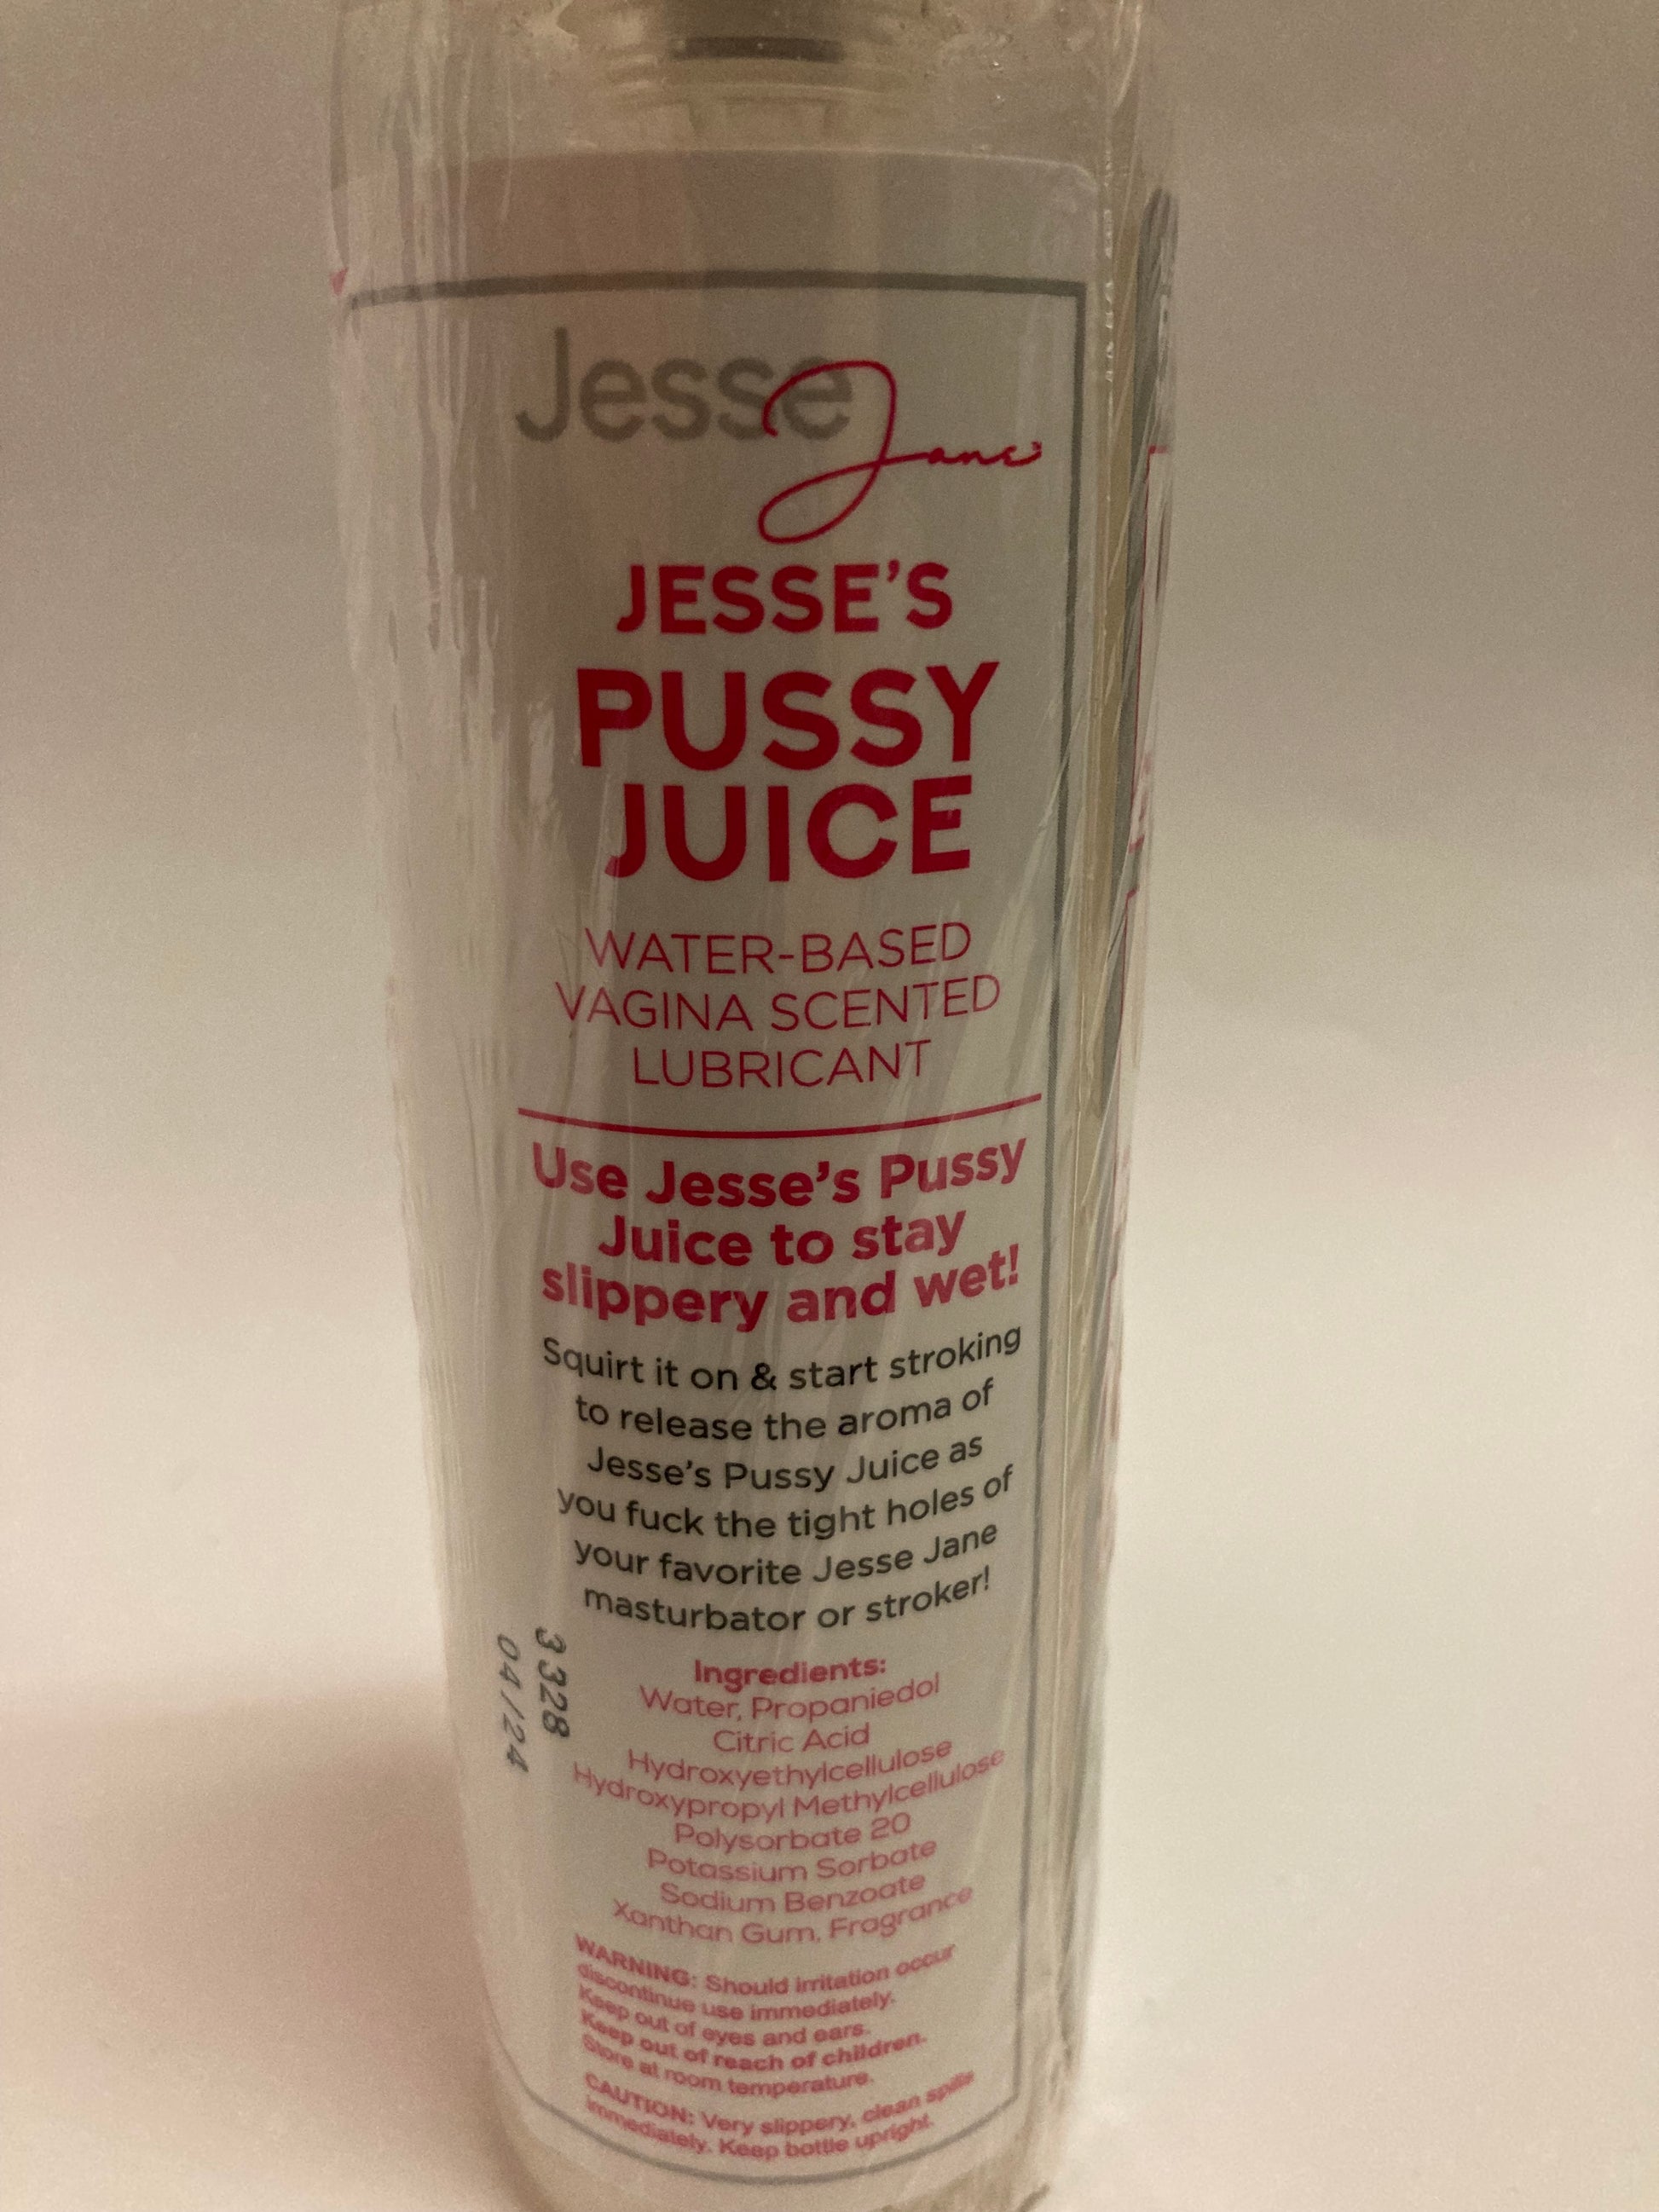 Jesse
Jane
JESSE'S
PUSSY
JUICE
WATER-BASED
VAGINA SCENTED
LUBRICANT
Use Jesse's Pussy
Juice to stay
slippery and wet!
Squirt it on & start stroking
to release the aroma of
Jesse's Pussy Juice as
you fuck the tight holes of
your favorite Jesse Jane
masturbator or stroker!
Ingredients:
Water, Propaniedol
Citric Acid
Hydroxyethylcellulose
Hydroxypropyl Methylcellulose
Polysorbate 20
Potassium Sorbate
Sodium Benzoate
Xanthan Gum, Fragrance
WARNING: Should irritation occur
discontinue use immediately.
Keep out of eyes and ears.
Keep out of reach of children.
Store at room temperature.
CAUTION: Very slippery, clean spills
immediately. Keep bottle upright.
3328
04/24